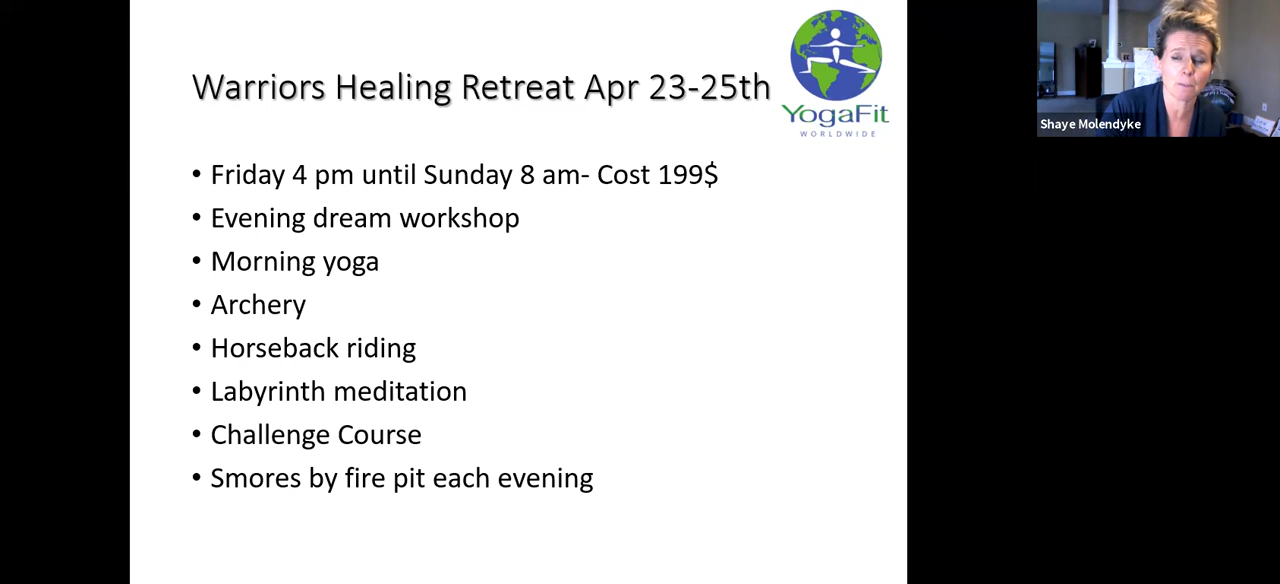 Warriors Healing Retreat Apr 23-25th
YogaFit
WORLDWIDE
• Friday 4 pm until Sunday 8 am- Cost 199$
• Evening dream workshop
• Morning yoga
• Archery
• Horseback riding
• Labyrinth meditation
• Challenge Course
• Smores by fire pit each evening
Shaye Molendyke